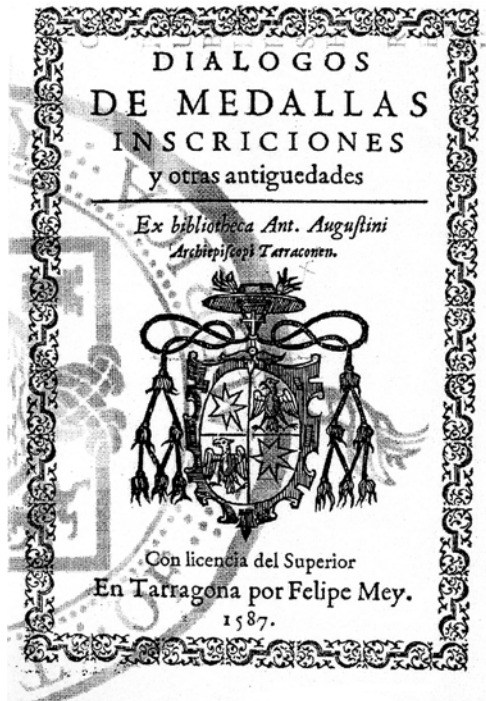 DIALOGOS
DE MEDALLAS
INSCRICIONES
y otras antiguedades
Ex bibliotheca Ant. Auguſtini
Archiepiſcopi Tarraconen.
Con licencia del Superior
En Tarragona por Felipe Mey.
1587.